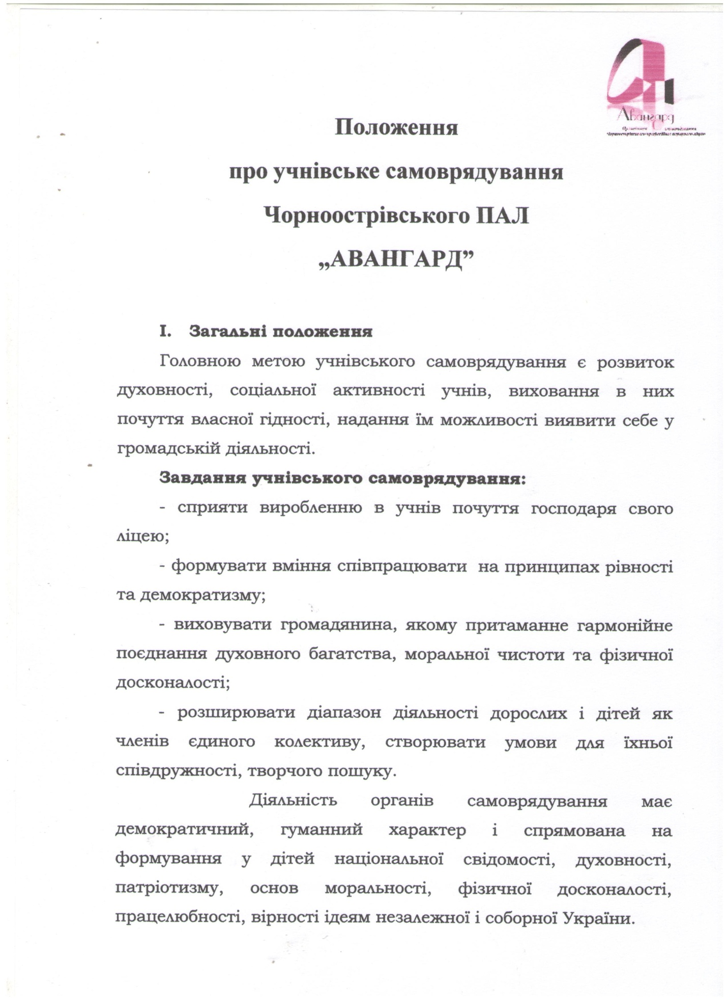 Авангард
Положення
про учнівське самоврядування
Чорноострівського ПАЛ
„АВАНГАРД”
І. Загальні положення
Головною метою учнівського самоврядування є розвиток
духовності, соціальної активності учнів, виховання в них
почуття власної гідності, надання їм можливості виявити себе у
громадській діяльності.
Завдання учнівського самоврядування:
- сприяти виробленню в учнів почуття господаря свого
ліцею;
- формувати вміння співпрацювати на принципах рівності
та демократизму;
- виховувати громадянина, якому притаманне гармонійне
поєднання духовного багатства, моральної чистоти та фізичної
досконалості;
- розширювати діапазон діяльності дорослих і дітей як
членів єдиного колективу, створювати умови для їхньої
співдружності, творчого пошуку.
Діяльність органів самоврядування має
демократичний, гуманний характер і спрямована на
формування у дітей національної свідомості, духовності,
патріотизму, основ моральності, фізичної досконалості,
працелюбності, вірності ідеям незалежної і соборної України.